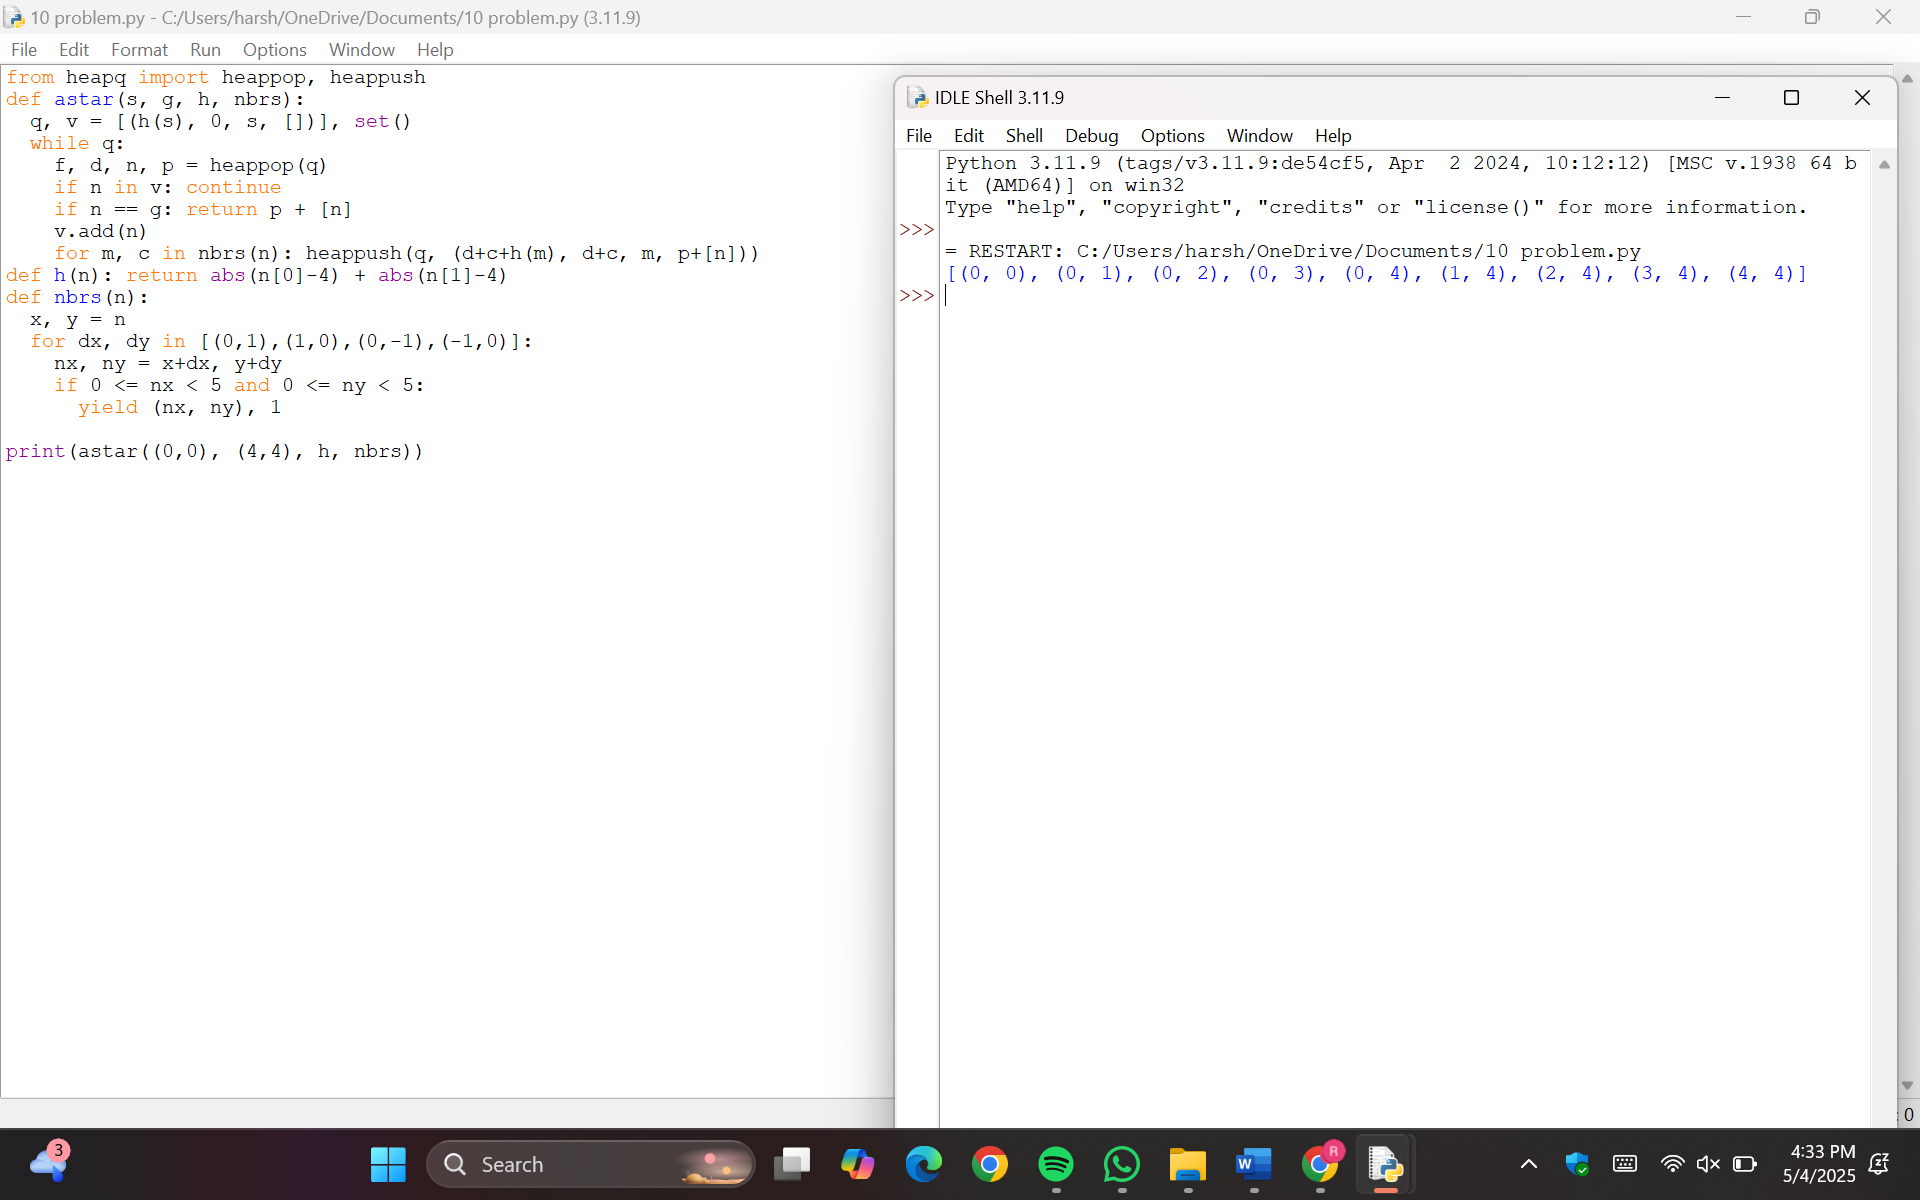 10 problem.py - C:/Users/harsh/OneDrive/Documents/10 problem.py (3.11.9)
File Edit Format Run Options Window Help
from heapq import heappop, heappush
def astar(s, g, h, nbrs):
  q, v = [(h(s), 0, s, [])], set()
  while q:
    f, d, n, p = heappop(q)
    if n in v: continue
    if n == g: return p + [n]
    v.add(n)
    for m, c in nbrs(n): heappush(q, (d+c+h(m), d+c, m, p+[n]))
def h(n): return abs(n[0]-4) + abs(n[1]-4)
def nbrs(n):
  x, y = n
  for dx, dy in [(0,1),(1,0),(0,-1),(-1,0)]:
    nx, ny = x+dx, y+dy
    if 0 <= nx < 5 and 0 <= ny < 5:
      yield (nx, ny), 1
print(astar((0,0), (4,4), h, nbrs))
IDLE Shell 3.11.9
File Edit Shell Debug Options Window Help
Python 3.11.9 (tags/v3.11.9:de54cf5, Apr  2 2024, 10:12:12) [MSC v.1938 64 b
it (AMD64)] on win32
Type "help", "copyright", "credits" or "license()" for more information.
>>>
= RESTART: C:/Users/harsh/OneDrive/Documents/10 problem.py
[(0, 0), (0, 1), (0, 2), (0, 3), (0, 4), (1, 4), (2, 4), (3, 4), (4, 4)]
>>>
: 0
3
Search
W
R
4:33 PM
5/4/2025